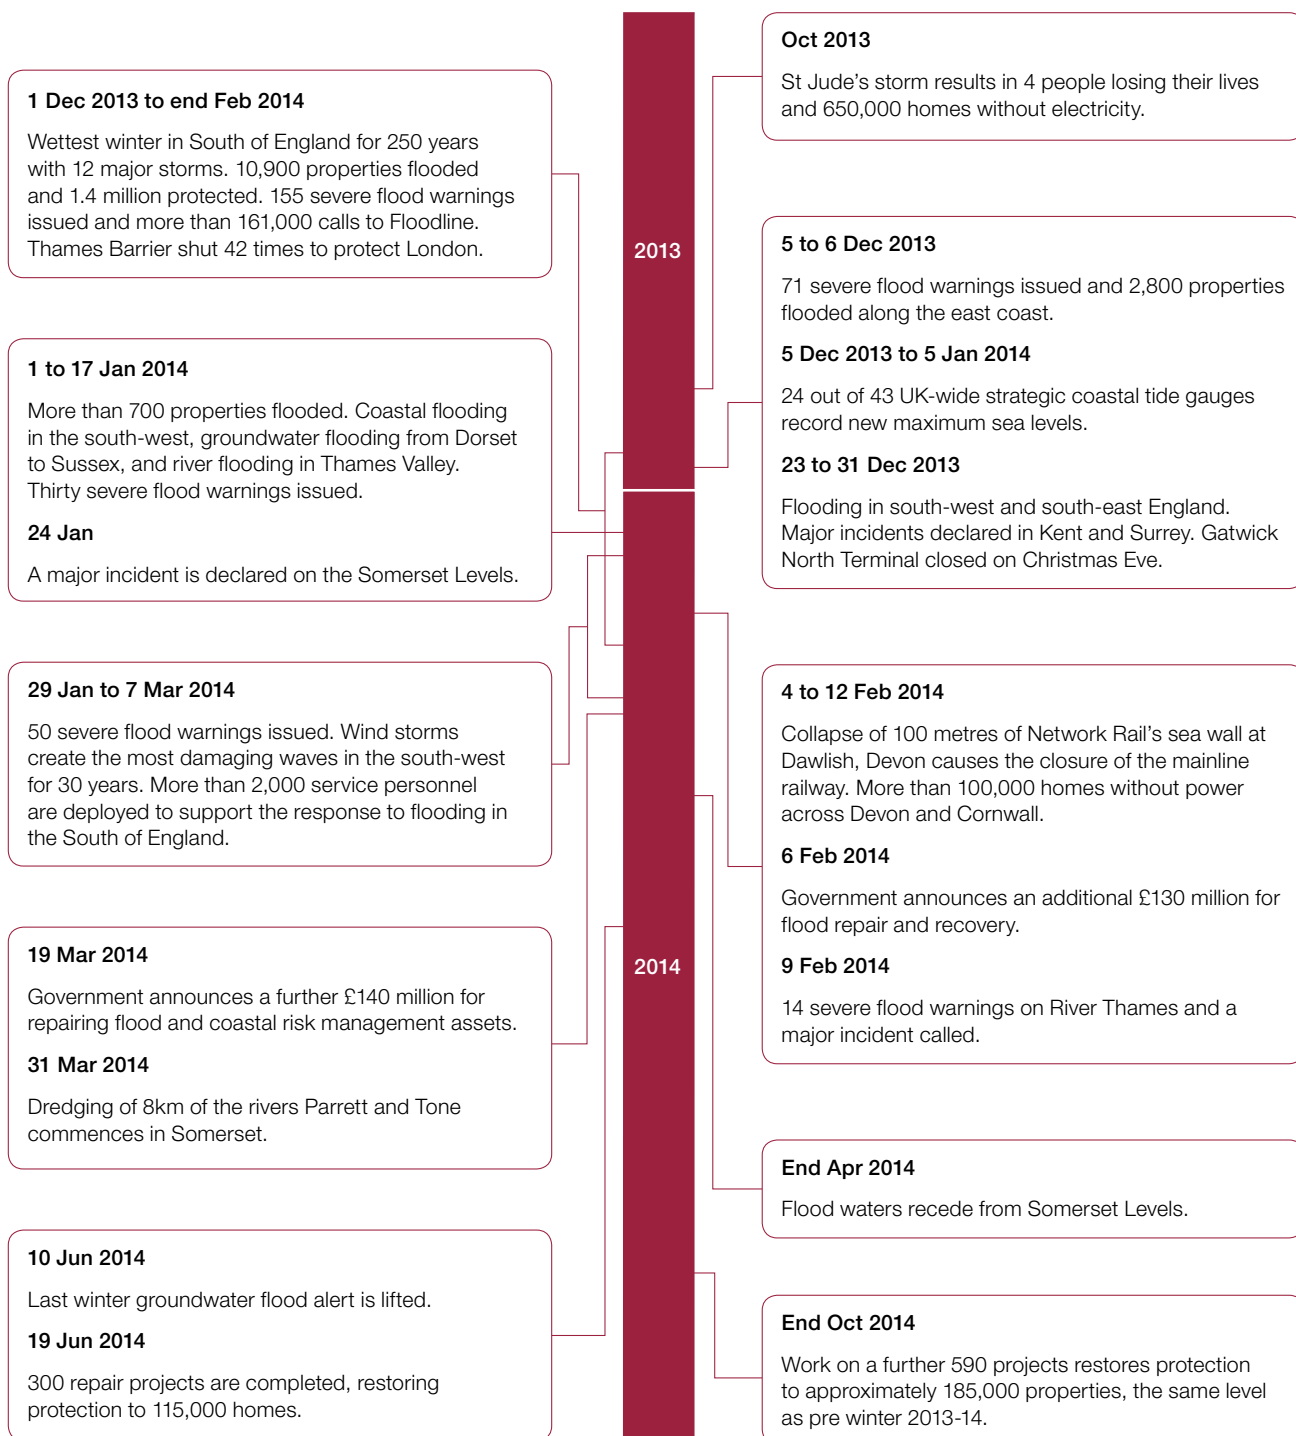 1 Dec 2013 to end Feb 2014
Wettest winter in South of England for 250 years
with 12 major storms. 10,900 properties flooded
and 1.4 million protected. 155 severe flood warnings
issued and more than 161,000 calls to Floodline.
Thames Barrier shut 42 times to protect London.
1 to 17 Jan 2014
More than 700 properties flooded. Coastal flooding
in the south-west, groundwater flooding from Dorset
to Sussex, and river flooding in Thames Valley.
Thirty severe flood warnings issued.
24 Jan
A major incident is declared on the Somerset Levels.
29 Jan to 7 Mar 2014
50 severe flood warnings issued. Wind storms
create the most damaging waves in the south-west
for 30 years. More than 2,000 service personnel
are deployed to support the response to flooding in
the South of England.
19 Mar 2014
Government announces a further £140 million for
repairing flood and coastal risk management assets.
31 Mar 2014
Dredging of 8km of the rivers Parrett and Tone
commences in Somerset.
10 Jun 2014
Last winter groundwater flood alert is lifted.
19 Jun 2014
300 repair projects are completed, restoring
protection to 115,000 homes.
2013
2014
Oct 2013
St Jude's storm results in 4 people losing their lives
and 650,000 homes without electricity.
5 to 6 Dec 2013
71 severe flood warnings issued and 2,800 properties
flooded along the east coast.
5 Dec 2013 to 5 Jan 2014
24 out of 43 UK-wide strategic coastal tide gauges
record new maximum sea levels.
23 to 31 Dec 2013
Flooding in south-west and south-east England.
Major incidents declared in Kent and Surrey. Gatwick
North Terminal closed on Christmas Eve.
4 to 12 Feb 2014
Collapse of 100 metres of Network Rail's sea wall at
Dawlish, Devon causes the closure of the mainline
railway. More than 100,000 homes without power
across Devon and Cornwall.
6 Feb 2014
Government announces an additional £130 million for
flood repair and recovery.
9 Feb 2014
14 severe flood warnings on River Thames and a
major incident called.
End Apr 2014
Flood waters recede from Somerset Levels.
End Oct 2014
Work on a further 590 projects restores protection
to approximately 185,000 properties, the same level
as pre winter 2013-14.